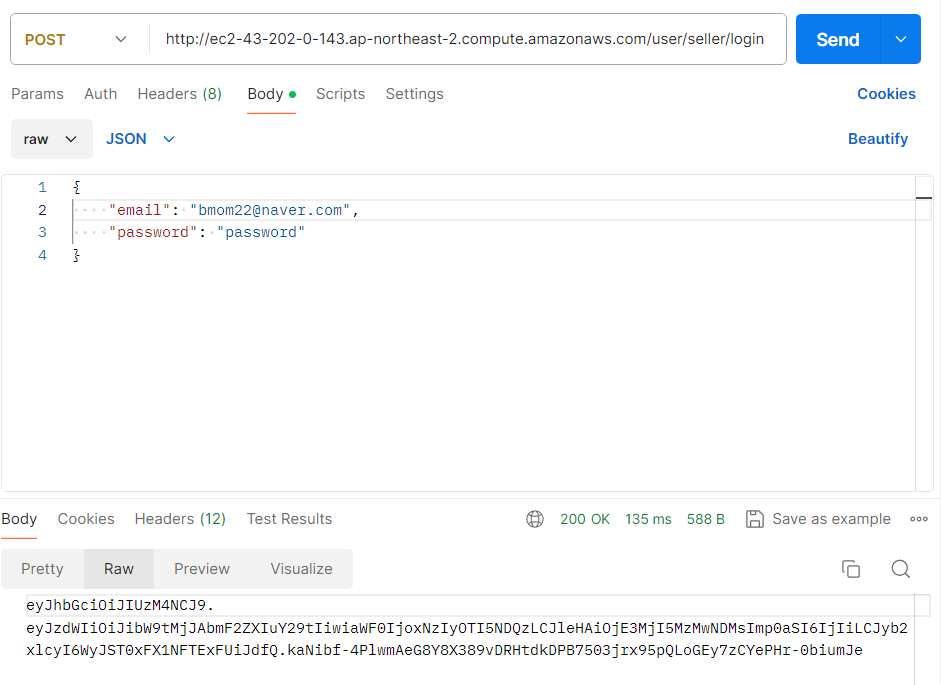 POST http://ec2-43-202-0-143.ap-northeast-2.compute.amazonaws.com/user/seller/login Send
Params Auth Headers (8) Body Scripts Settings Cookies
raw JSON Beautify
1 {
2 "email": "bmom22@naver.com",
3 "password": "password"
4 }
Body Cookies Headers (12) Test Results 200 OK 135 ms 588 B Save as example
Pretty Raw Preview Visualize
eyJhbGciOiJIUzM4NCJ9.
eyJzdWIiOiJibW9tMjJAbmF2ZXIuY29tIiwiaWF0IjoxNzIyOTI5NDQzLCJleHAiOjE3MjI5MzMwNDMsImp0aSI6IjIiLCJyb2
xlcyI6WyJST0xFX1NFTExFUiJdfQ.kaNibf-4PlwmAeG8Y8X389vDRHtdkDPB7503jrx95pQLoGEy7zCYePHr-0biumJe